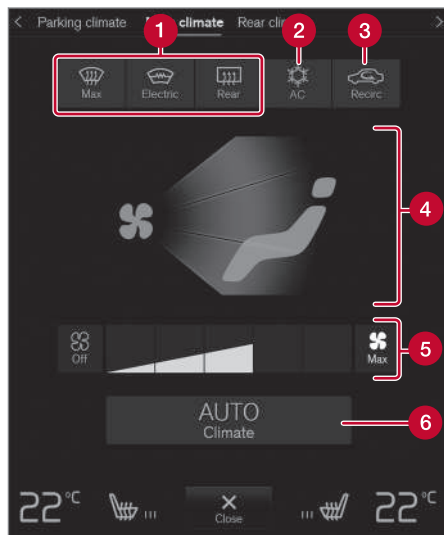 < Parking climate climate Rear cli >
1
2
3
Max Electric Rear AC Recirc
4
Off Max
5
AUTO
Climate
6
22°C Close 22°C